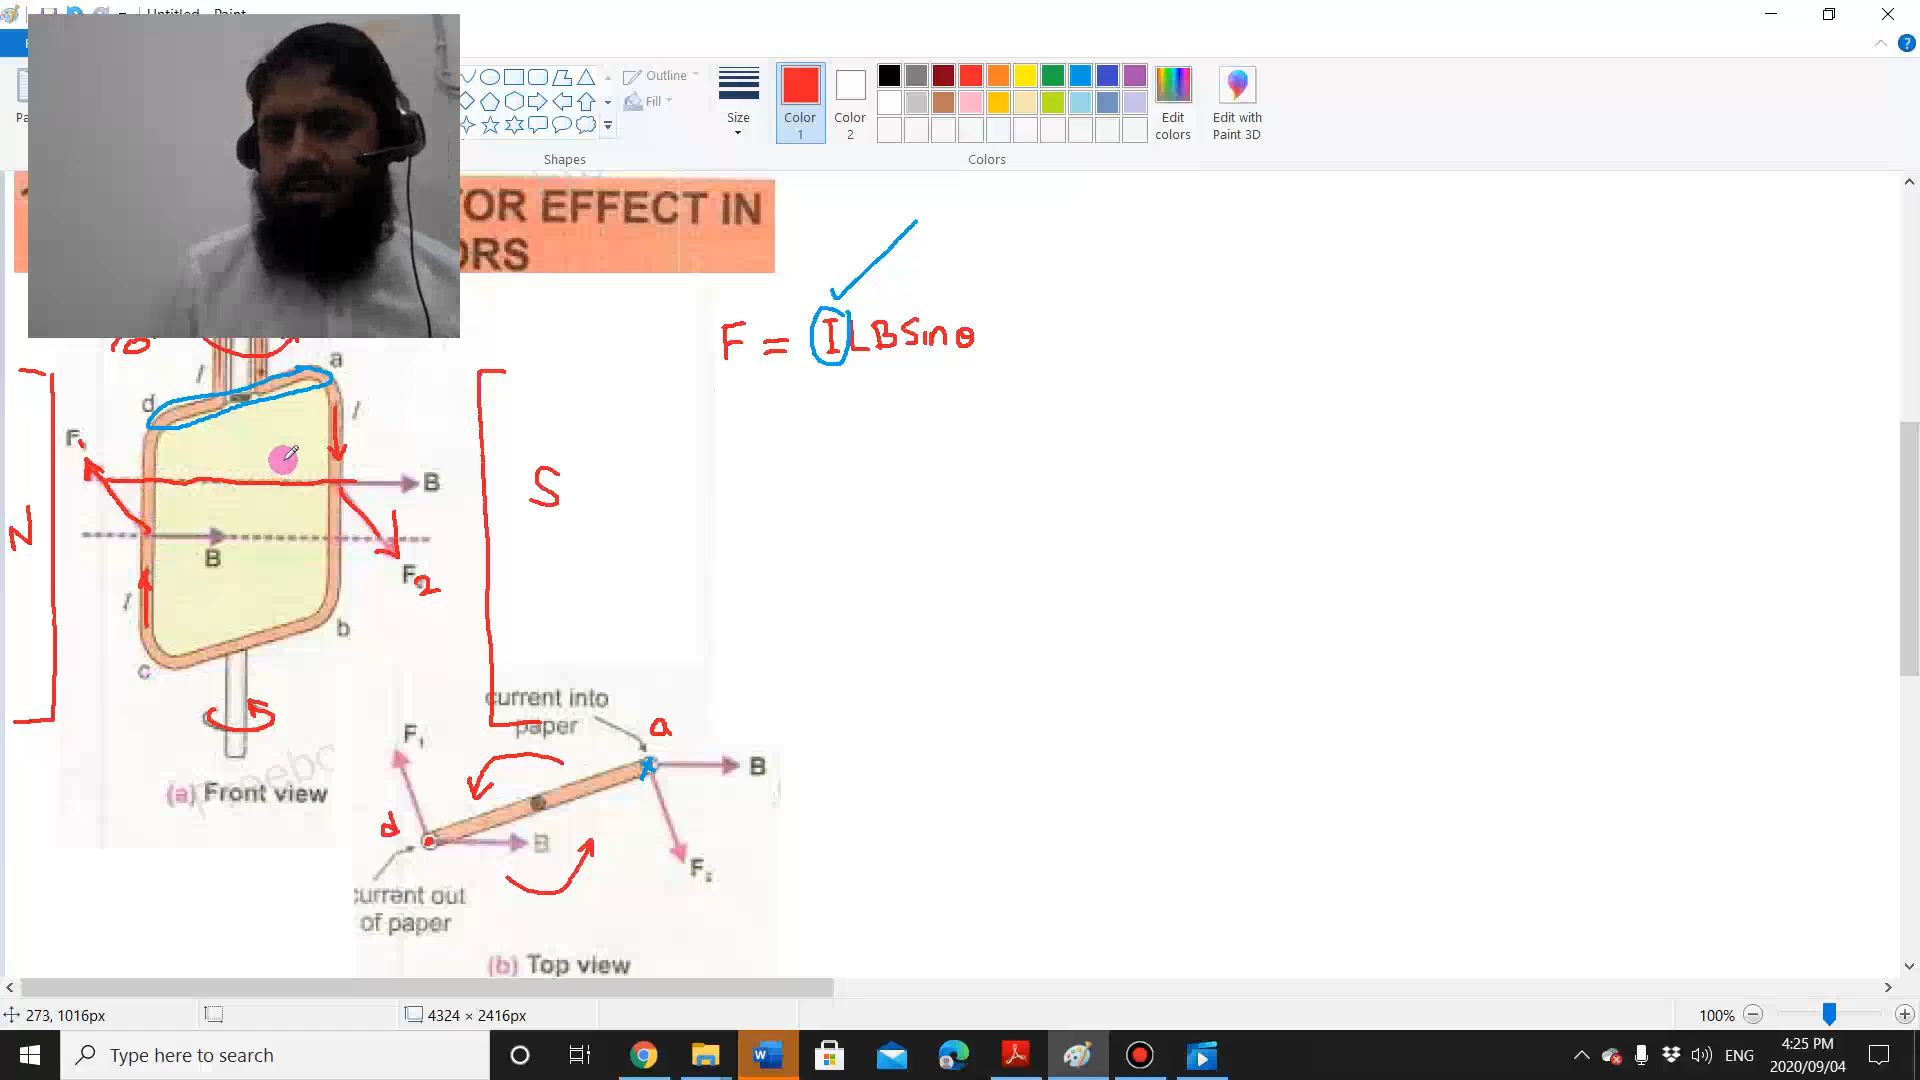 Untitled - Paint
Outline
Fill
Shapes
Size
Color
1
Color
2
Edit
colors
Edit with
Paint 3D
Colors
OR EFFECT IN
ORS
F = ILBSinθ
a
l
d
l
F1
B
S
N
B
F2
l
b
c
current into
paper
a
F1
B
(a) Front view
d
B
F2
current out
of paper
(b) Top view
273, 1016px
4324 × 2416px
100%
Type here to search
ENG
4:25 PM
2020/09/04